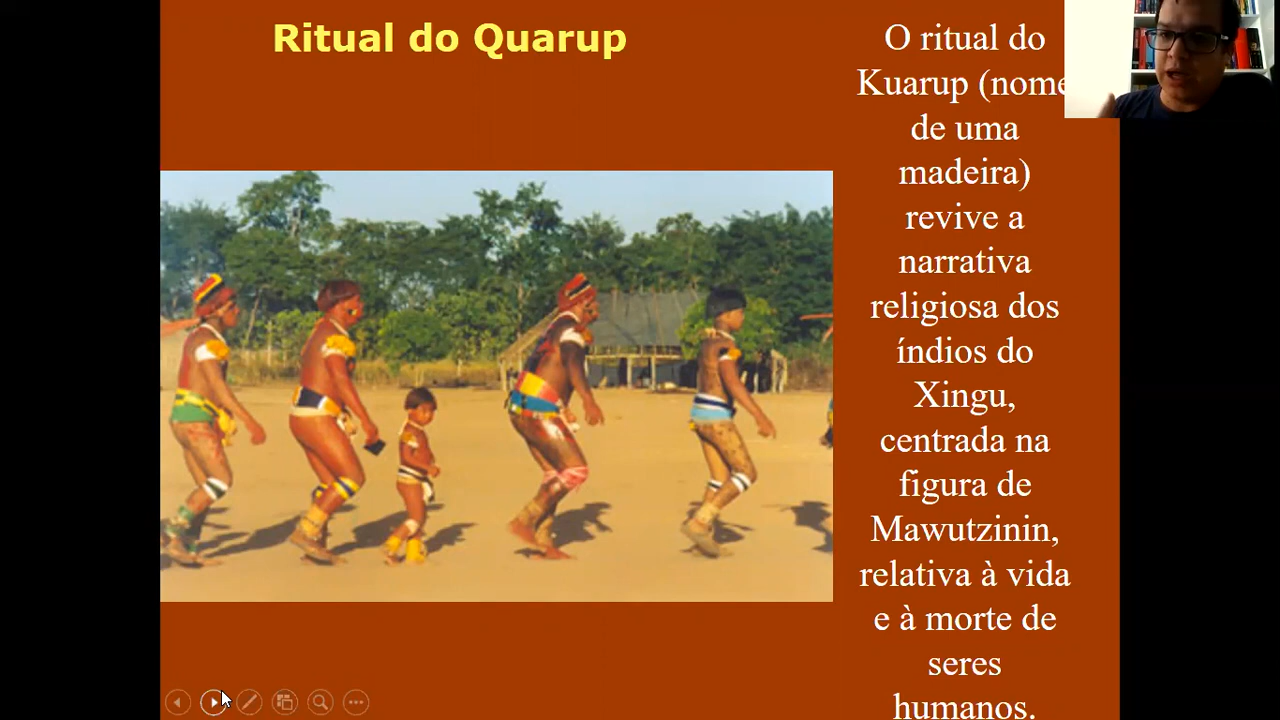 Ritual do Quarup
O ritual do
Kuarup (nome
de uma
madeira)
revive a
narrativa
religiosa dos
índios do
Xingu,
centrada na
figura de
Mawutzinin,
relativa à vida
e à morte de
seres
humanos.